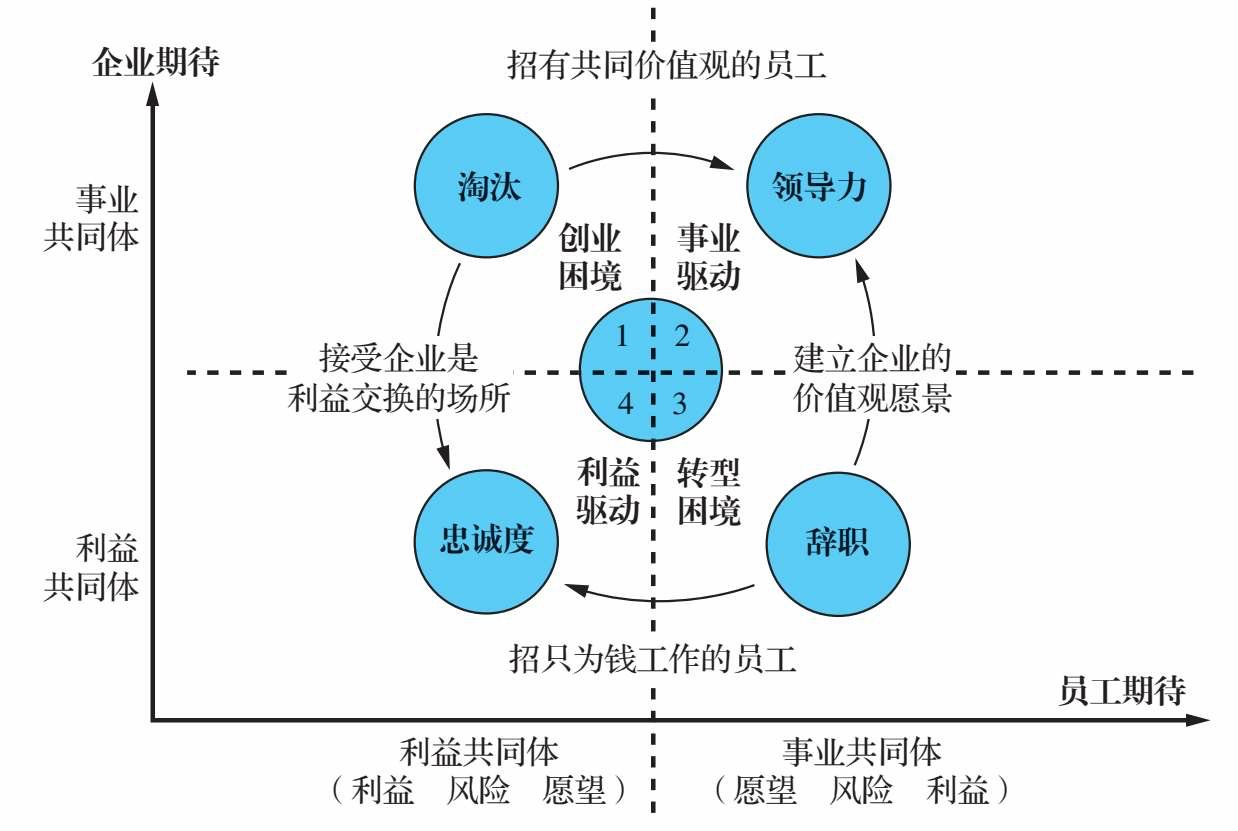 企业期待
招有共同价值观的员工
事业
共同体
淘汰
领导力
创业
困境
事业
驱动
1
2
接受企业是
利益交换的场所
建立企业的
价值观愿景
4
3
利益
驱动
转型
困境
利益
共同体
忠诚度
辞职
招只为钱工作的员工
员工期待
利益共同体
（利益 风险 愿望）
事业共同体
（愿望 风险 利益）